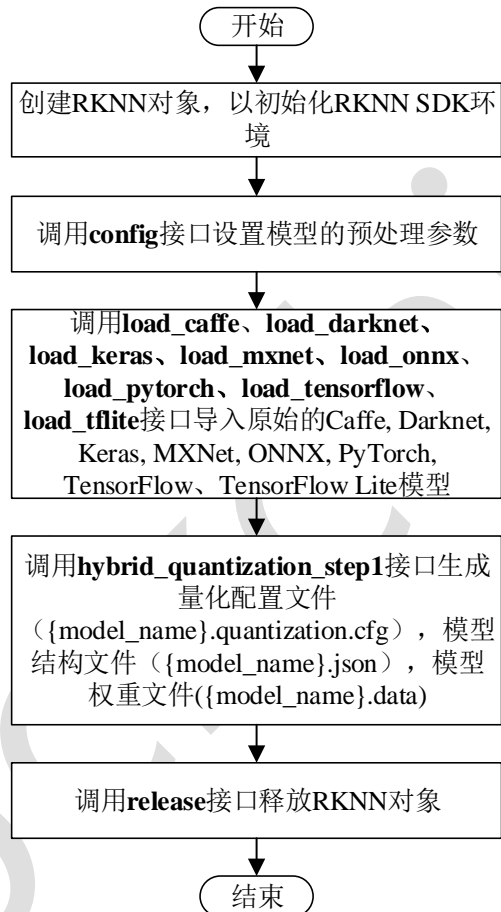 开始
创建RKNN对象，以初始化RKNN SDK环
境
调用config接口设置模型的预处理参数
调用load_caffe、load_darknet、
load_keras、load_mxnet、load_onnx、
load_pytorch、load_tensorflow、
load_tflite接口导入原始的Caffe, Darknet,
Keras, MXNet, ONNX, PyTorch,
TensorFlow、TensorFlow Lite模型
调用hybrid_quantization_step1接口生成
量化配置文件
（{model_name}.quantization.cfg），模型
结构文件（{model_name}.json），模型
权重文件({model_name}.data)
调用release接口释放RKNN对象
结束